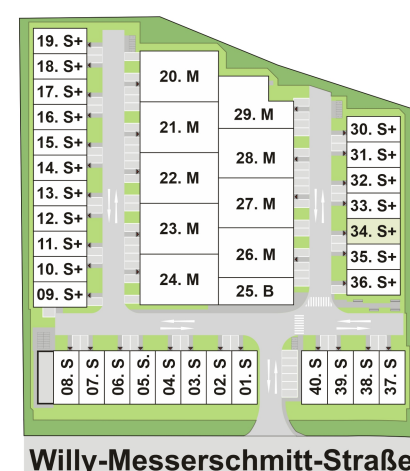 19. S+
18. S+
17. S+
16. S+
15. S+
14. S+
13. S+
12. S+
11. S+
10. S+
09. S+
20. M
21. M
22. M
23. M
24. M
29. M
28. M
27. M
26. M
25. B
30. S+
31. S+
32. S+
33. S+
34. S+
35. S+
36. S+
08. S
07. S
06. S
05. S.
04. S
03. S
02. S
01. S
40. S
39. S
38. S
37. S
Willy-Messerschmitt-Straße